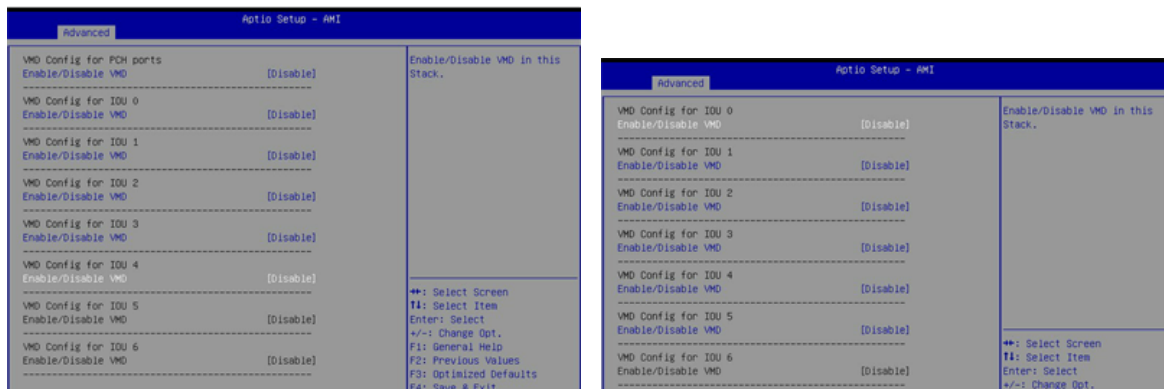 Aptio Setup - AMI
Advanced
VMD Config for PCH ports
Enable/Disable VMD [Disable]
VMD Config for IOU 0
Enable/Disable VMD [Disable]
VMD Config for IOU 1
Enable/Disable VMD [Disable]
VMD Config for IOU 2
Enable/Disable VMD [Disable]
VMD Config for IOU 3
Enable/Disable VMD [Disable]
VMD Config for IOU 4
Enable/Disable VMD [Disable]
VMD Config for IOU 5
Enable/Disable VMD [Disable]
VMD Config for IOU 6
Enable/Disable VMD [Disable]
Enable/Disable VMD in this
Stack.
↔: Select Screen
↑↓: Select Item
Enter: Select
+/-: Change Opt.
F1: General Help
F2: Previous Values
F3: Optimized Defaults
F4: Save & Exit
Aptio Setup - AMI
Advanced
VMD Config for IOU 0
Enable/Disable VMD [Disable]
VMD Config for IOU 1
Enable/Disable VMD [Disable]
VMD Config for IOU 2
Enable/Disable VMD [Disable]
VMD Config for IOU 3
Enable/Disable VMD [Disable]
VMD Config for IOU 4
Enable/Disable VMD [Disable]
VMD Config for IOU 5
Enable/Disable VMD [Disable]
VMD Config for IOU 6
Enable/Disable VMD [Disable]
Enable/Disable VMD in this
Stack.
↔: Select Screen
↑↓: Select Item
Enter: Select
+/-: Change Opt.